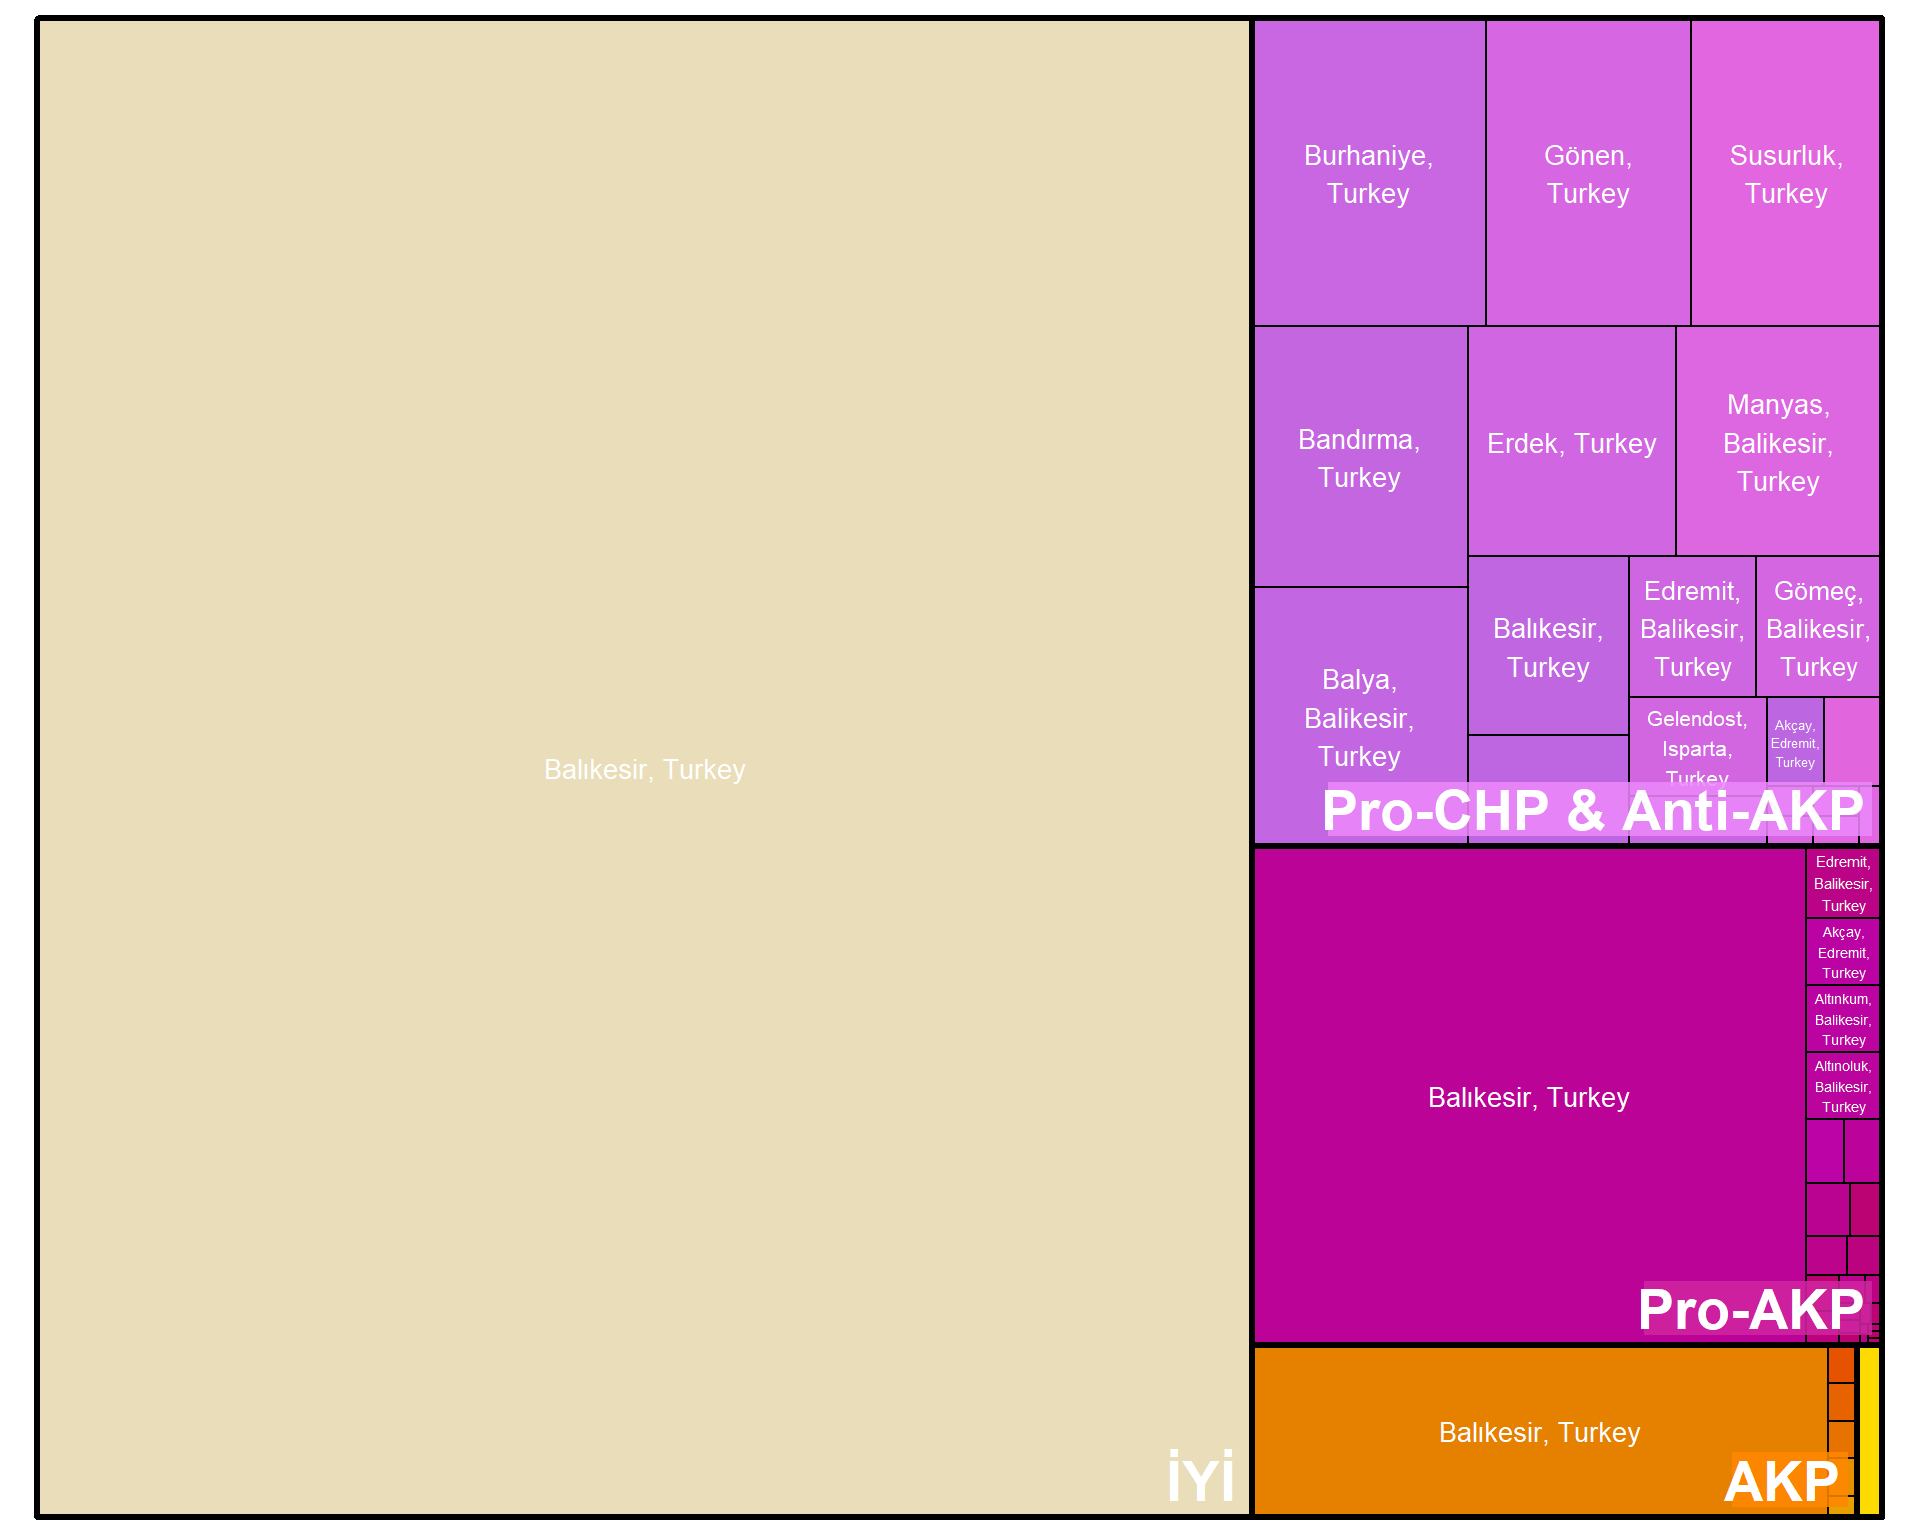 Balıkesir, Turkey
İYİ
Burhaniye,
Turkey
Gönen,
Turkey
Susurluk,
Turkey
Bandırma,
Turkey
Erdek, Turkey
Manyas,
Balikesir,
Turkey
Balya,
Balikesir,
Turkey
Balıkesir,
Turkey
Edremit,
Balikesir,
Turkey
Gömeç,
Balikesir,
Turkey
Gelendost,
Isparta,
Turkey
Akçay,
Edremit,
Turkey
Pro-CHP & Anti-AKP
Balıkesir, Turkey
Edremit,
Balikesir,
Turkey
Akçay,
Edremit,
Turkey
Altınkum,
Balikesir,
Turkey
Altınoluk,
Balikesir,
Turkey
Pro-AKP
Balıkesir, Turkey
AKP